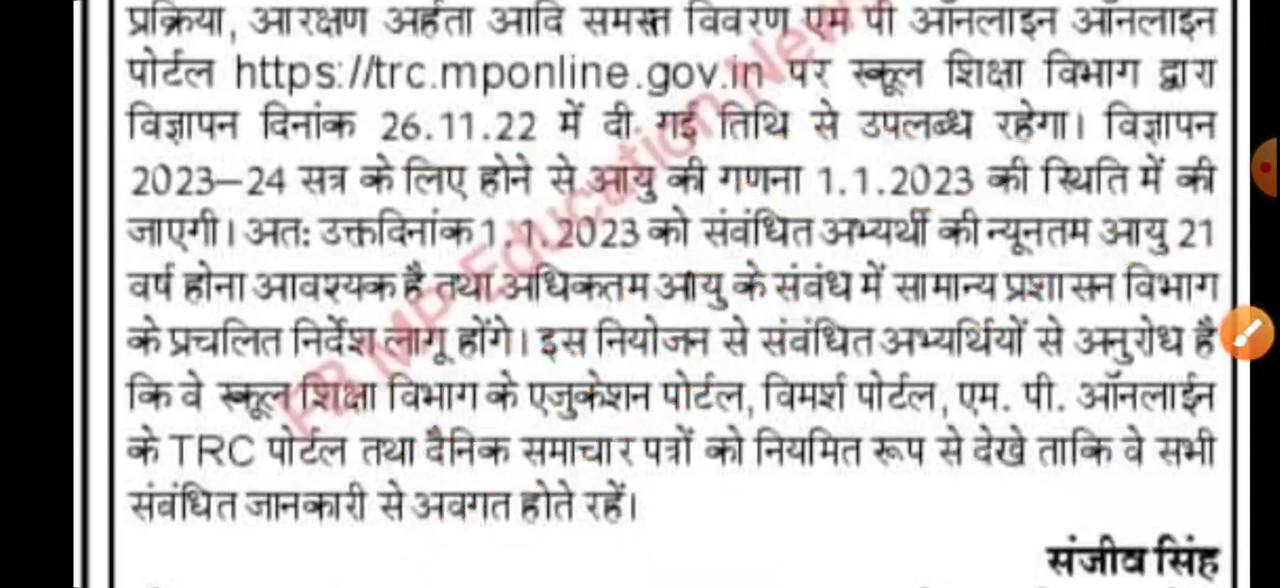 प्रक्रिया, आरक्षण अर्हता आदि समस्त विवरण एम पी ऑनलाइन ऑनलाइन
पोर्टल https://trc.mponline.gov.in पर स्कूल शिक्षा विभाग द्वारा
विज्ञापन दिनांक 26.11.22 में दी गई तिथि से उपलब्ध रहेगा। विज्ञापन
2023–24 सत्र के लिए होने से आयु की गणना 1.1.2023 की स्थिति में की
जाएगी। अतः उक्तदिनांक 1.1.2023 को संबंधित अभ्यर्थी की न्यूनतम आयु 21
वर्ष होना आवश्यक है तथा अधिकतम आयु के संबंध में सामान्य प्रशासन विभाग
के प्रचलित निर्देश लागू होंगे। इस नियोजन से संबंधित अभ्यर्थियों से अनुरोध है
कि वे स्कूल शिक्षा विभाग के एजुकेशन पोर्टल, विमर्श पोर्टल, एम. पी. ऑनलाईन
के TRC पोर्टल तथा दैनिक समाचार पत्रों को नियमित रूप से देखे ताकि वे सभी
संबंधित जानकारी से अवगत होते रहें।
संजीव सिंह
MP Education New